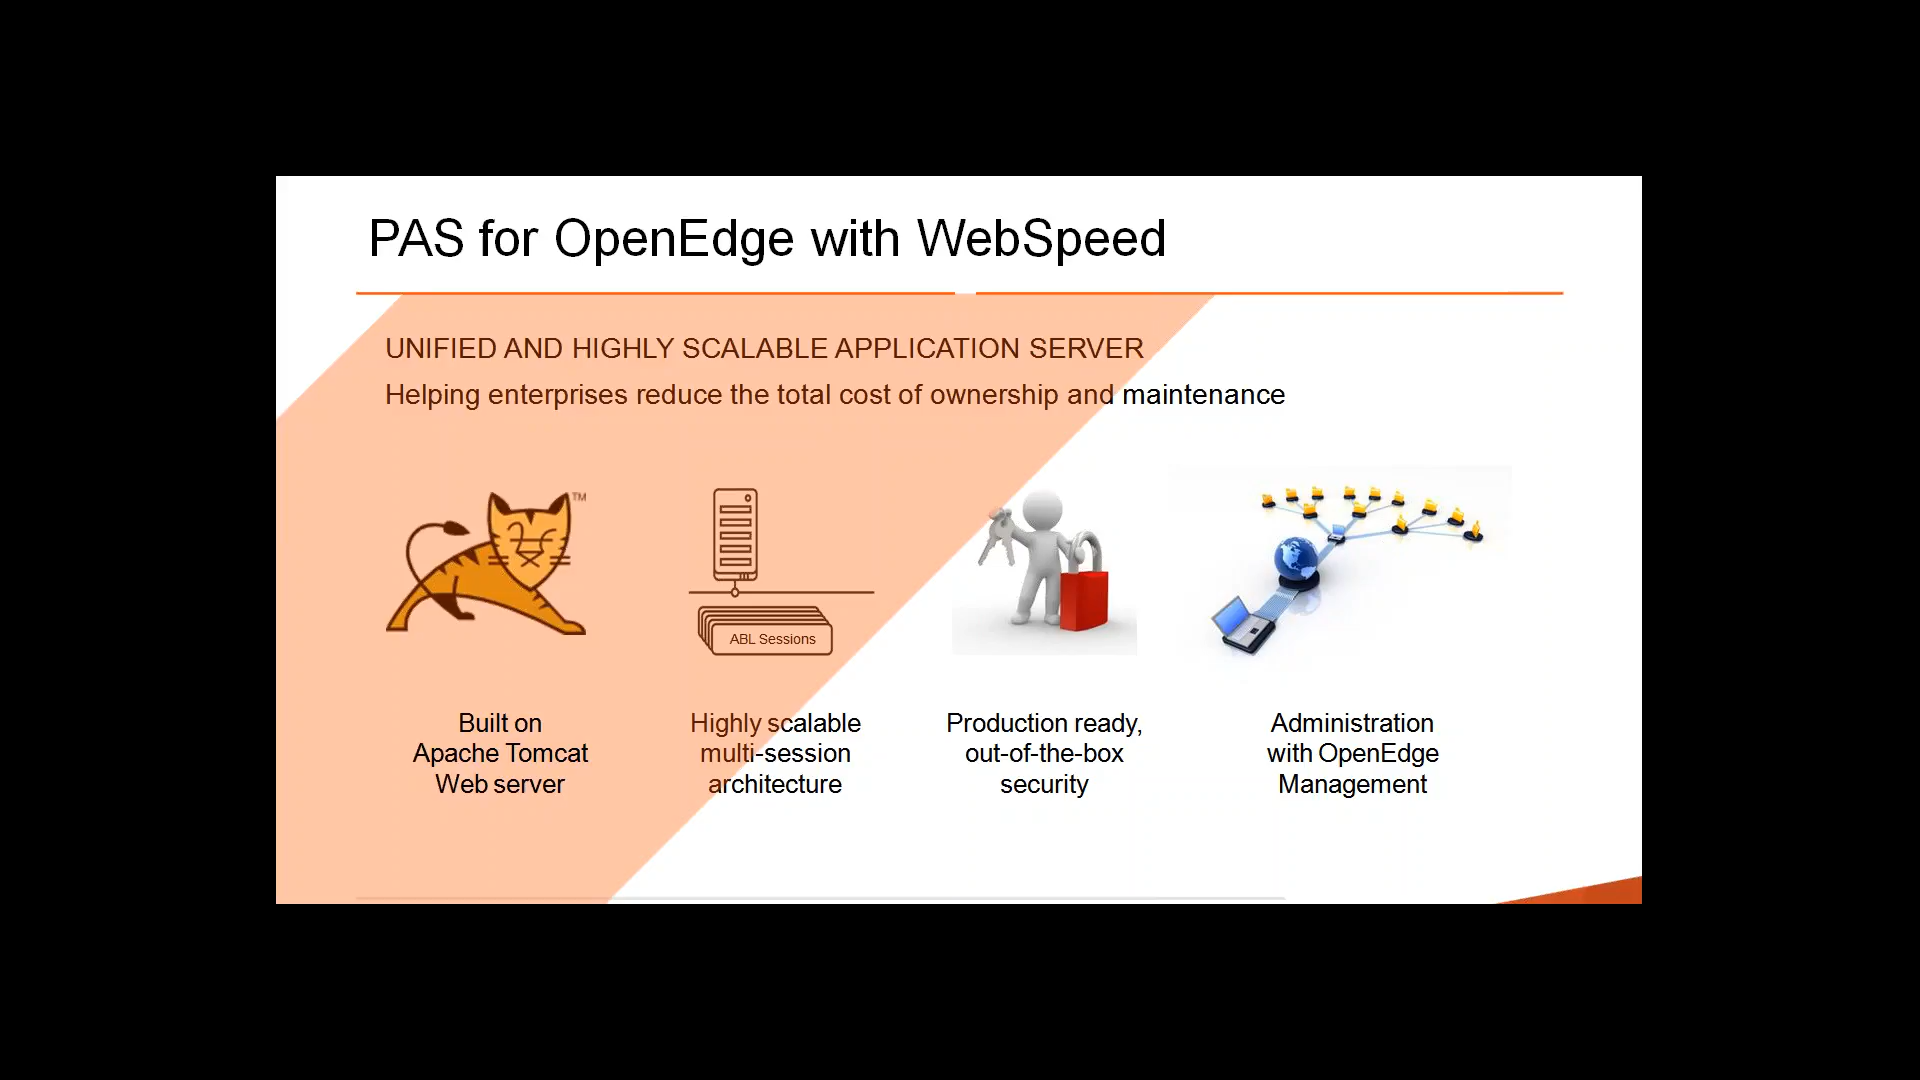 PAS for OpenEdge with WebSpeed
UNIFIED AND HIGHLY SCALABLE APPLICATION SERVER
Helping enterprises reduce the total cost of ownership and maintenance
TM
ABL Sessions
Built on
Apache Tomcat
Web server
Highly scalable
multi-session
architecture
Production ready,
out-of-the-box
security
Administration
with OpenEdge
Management